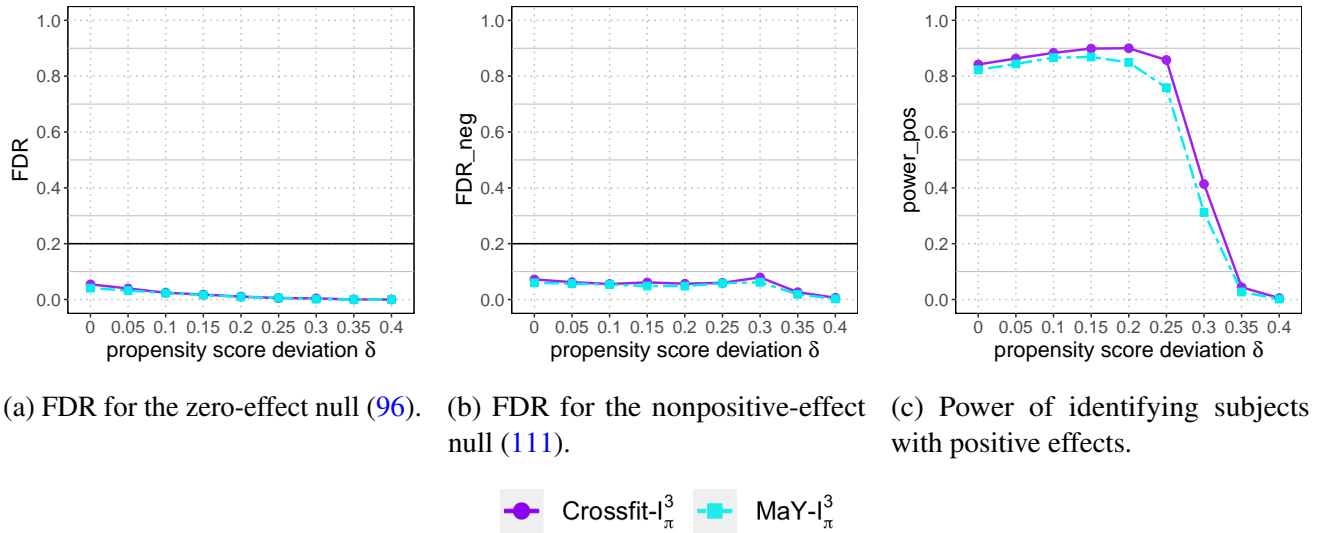 FDR
1.0
0.8
0.6
0.4
0.2
0.0
0 0.05 0.1 0.15 0.2 0.25 0.3 0.35 0.4
propensity score deviation δ
FDR_neg
1.0
0.8
0.6
0.4
0.2
0.0
0 0.05 0.1 0.15 0.2 0.25 0.3 0.35 0.4
propensity score deviation δ
power_pos
1.0
0.8
0.6
0.4
0.2
0.0
0 0.05 0.1 0.15 0.2 0.25 0.3 0.35 0.4
propensity score deviation δ
(a) FDR for the zero-effect null (96).
(b) FDR for the nonpositive-effect
null (111).
(c) Power of identifying subjects
with positive effects.
Crossfit-I³π MaY-I³π